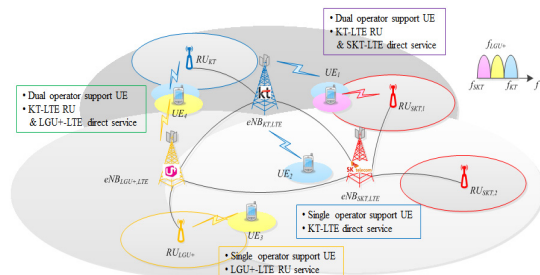 • Dual operator support UE
• KT-LTE RU
& SKT-LTE direct service
f_LGU+
f_SKT
f_KT
f
RU_KT
UE_1
kt
eNB_KT,LTE
RU_SKT,1
• Dual operator support UE
• KT-LTE RU
& LGU+-LTE direct service
UE_4
U+
eNB_LGU+,LTE
UE_2
SK telecom
eNB_SKT,LTE
RU_SKT,2
• Single operator support UE
• KT-LTE direct service
RU_LGU+
UE_3
• Single operator support UE
• LGU+-LTE RU service